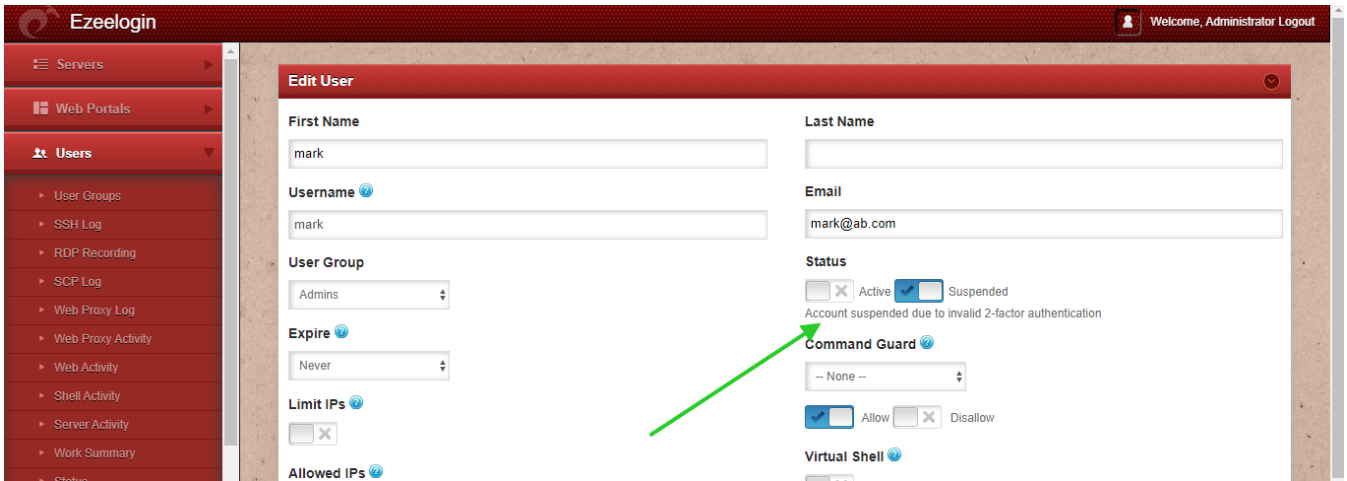 Ezeelogin
Welcome, Administrator Logout
Servers
Web Portals
Users
User Groups
SSH Log
RDP Recording
SCP Log
Web Proxy Log
Web Proxy Activity
Web Activity
Shell Activity
Server Activity
Work Summary
Status
Edit User
First Name
mark
Last Name
Username
mark
Email
mark@ab.com
User Group
Admins
Status
Active Suspended
Account suspended due to invalid 2-factor authentication
Expire
Never
Command Guard
-- None --
Allow Disallow
Limit IPs
Allowed IPs
Virtual Shell